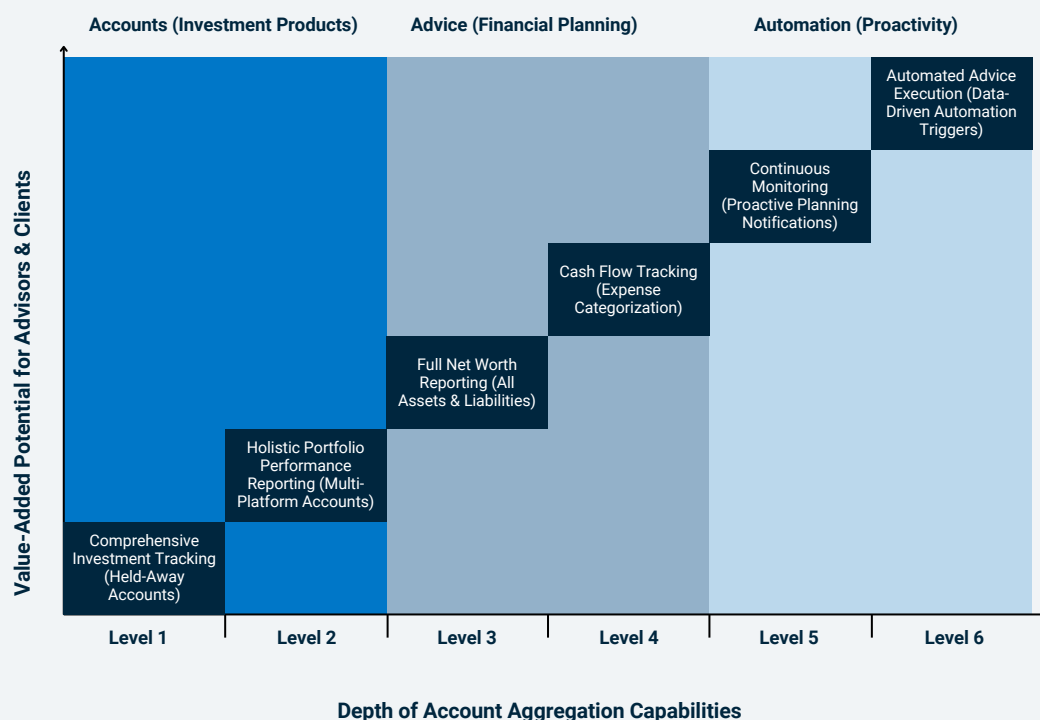 Accounts (Investment Products)
Advice (Financial Planning)
Automation (Proactivity)
Value-Added Potential for Advisors & Clients
Automated Advice
Execution (Data-
Driven Automation
Triggers)
Continuous
Monitoring
(Proactive Planning
Notifications)
Cash Flow Tracking
(Expense
Categorization)
Full Net Worth
Reporting (All
Assets & Liabilities)
Holistic Portfolio
Performance
Reporting (Multi-
Platform Accounts)
Comprehensive
Investment Tracking
(Held-Away
Accounts)
Level 1
Level 2
Level 3
Level 4
Level 5
Level 6
Depth of Account Aggregation Capabilities